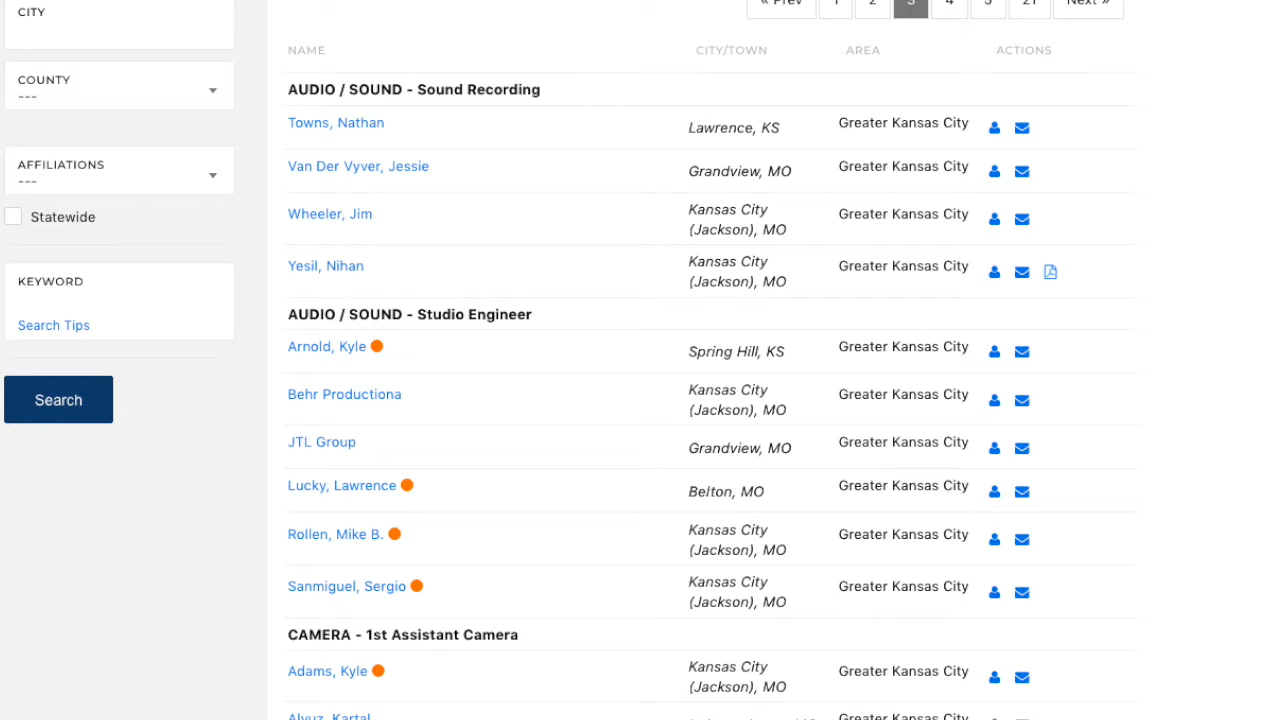 CITY
COUNTY
---
AFFILIATIONS
---
Statewide
KEYWORD
Search Tips
Search
« Prev 1 2 3 4 5 21 Next »
NAME CITY/TOWN AREA ACTIONS
AUDIO / SOUND - Sound Recording
Towns, Nathan Lawrence, KS Greater Kansas City
Van Der Vyver, Jessie Grandview, MO Greater Kansas City
Wheeler, Jim Kansas City Greater Kansas City
(Jackson), MO
Yesil, Nihan Kansas City Greater Kansas City
(Jackson), MO
AUDIO / SOUND - Studio Engineer
Arnold, Kyle Spring Hill, KS Greater Kansas City
Behr Productiona Kansas City Greater Kansas City
(Jackson), MO
JTL Group Grandview, MO Greater Kansas City
Lucky, Lawrence Belton, MO Greater Kansas City
Rollen, Mike B. Kansas City Greater Kansas City
(Jackson), MO
Sanmiguel, Sergio Kansas City Greater Kansas City
(Jackson), MO
CAMERA - 1st Assistant Camera
Adams, Kyle Kansas City Greater Kansas City
(Jackson), MO
Alyuz, Kartal Greater Kansas City